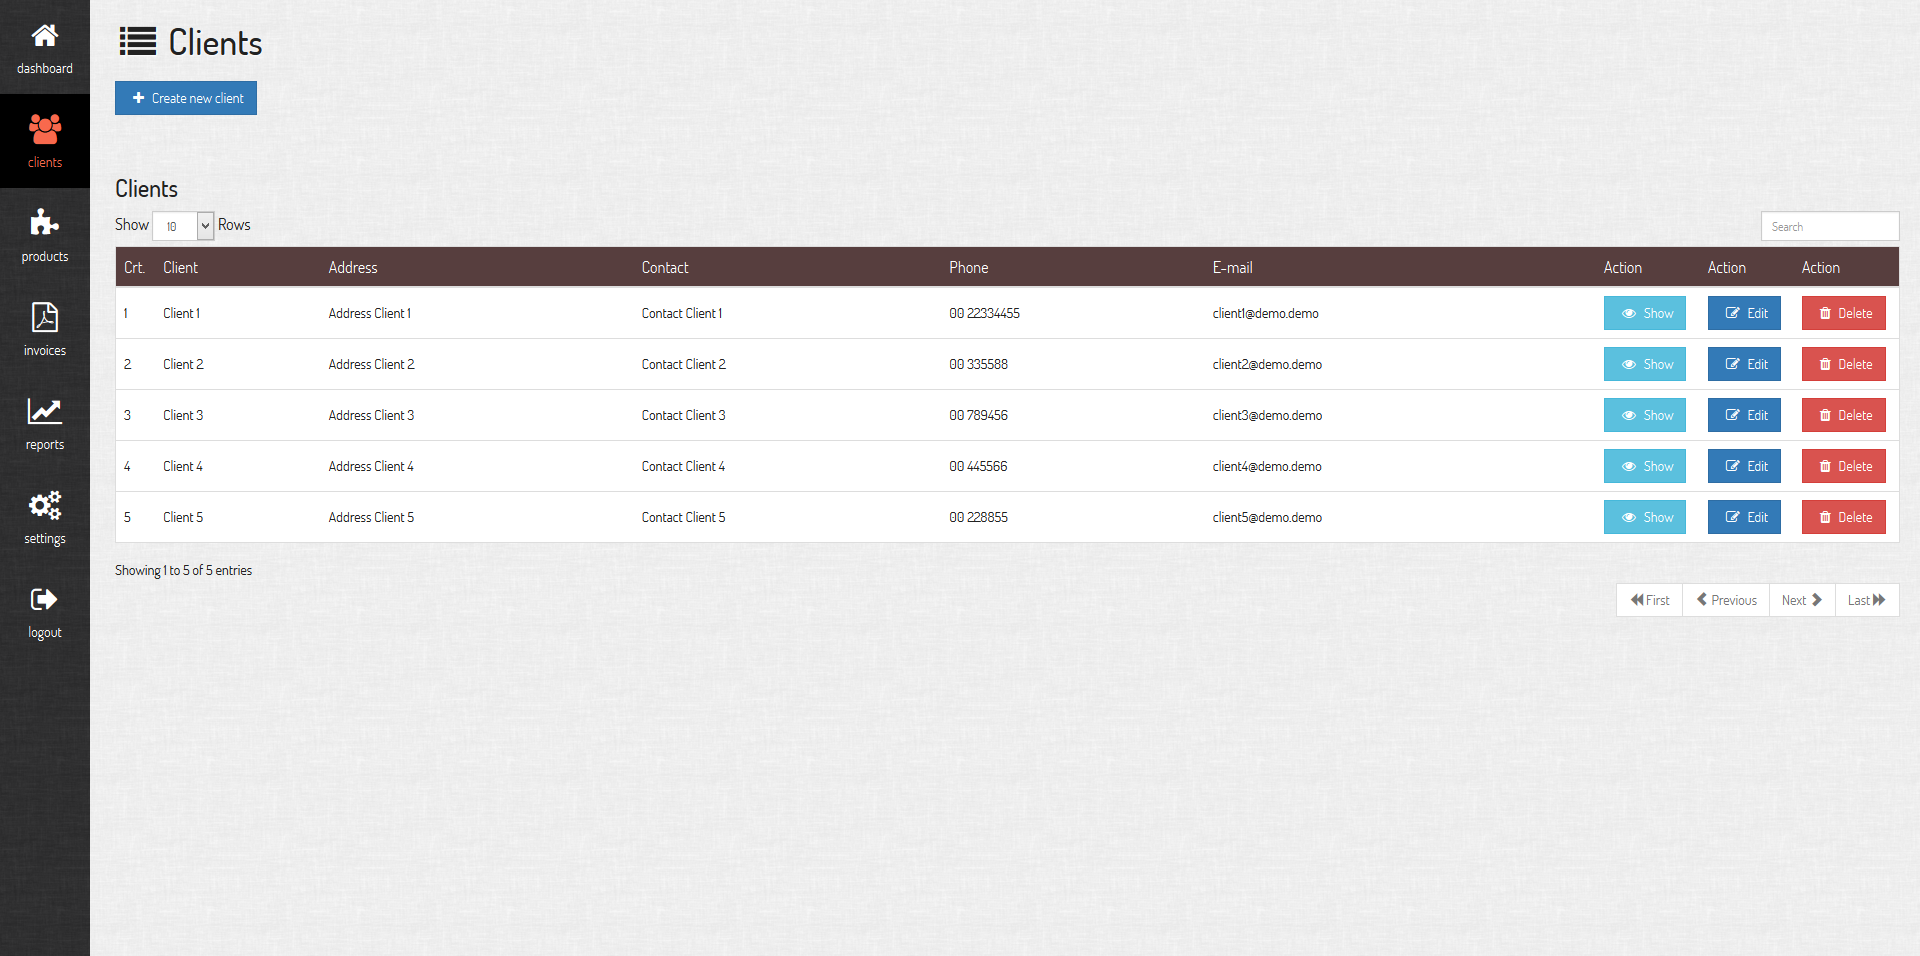 dashboard
clients
products
invoices
reports
settings
logout
Clients
Create new client
Clients
Show 10 Rows
Search
Crt. Client Address Contact Phone E-mail Action Action Action
1 Client 1 Address Client 1 Contact Client 1 00 22334455 client1@demo.demo Show Edit Delete
2 Client 2 Address Client 2 Contact Client 2 00 335588 client2@demo.demo Show Edit Delete
3 Client 3 Address Client 3 Contact Client 3 00 789456 client3@demo.demo Show Edit Delete
4 Client 4 Address Client 4 Contact Client 4 00 445566 client4@demo.demo Show Edit Delete
5 Client 5 Address Client 5 Contact Client 5 00 228855 client5@demo.demo Show Edit Delete
Showing 1 to 5 of 5 entries
First Previous Next Last